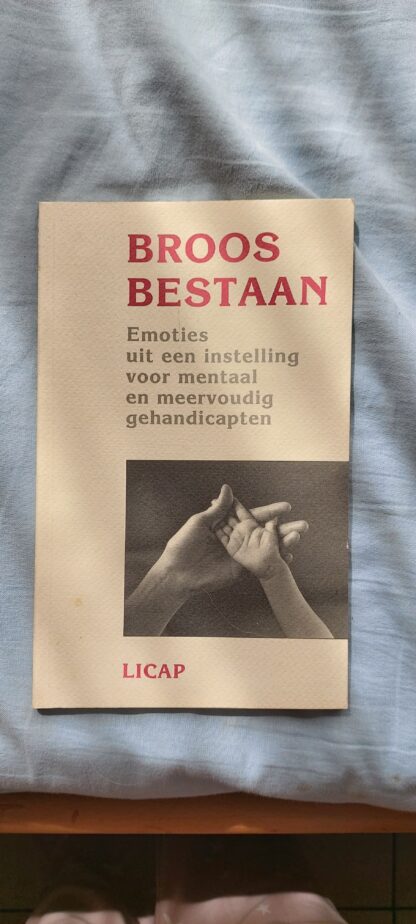 BROOS
BESTAAN
Emoties
uit een instelling
voor mentaal
en meervoudig
gehandicapten
LICAP